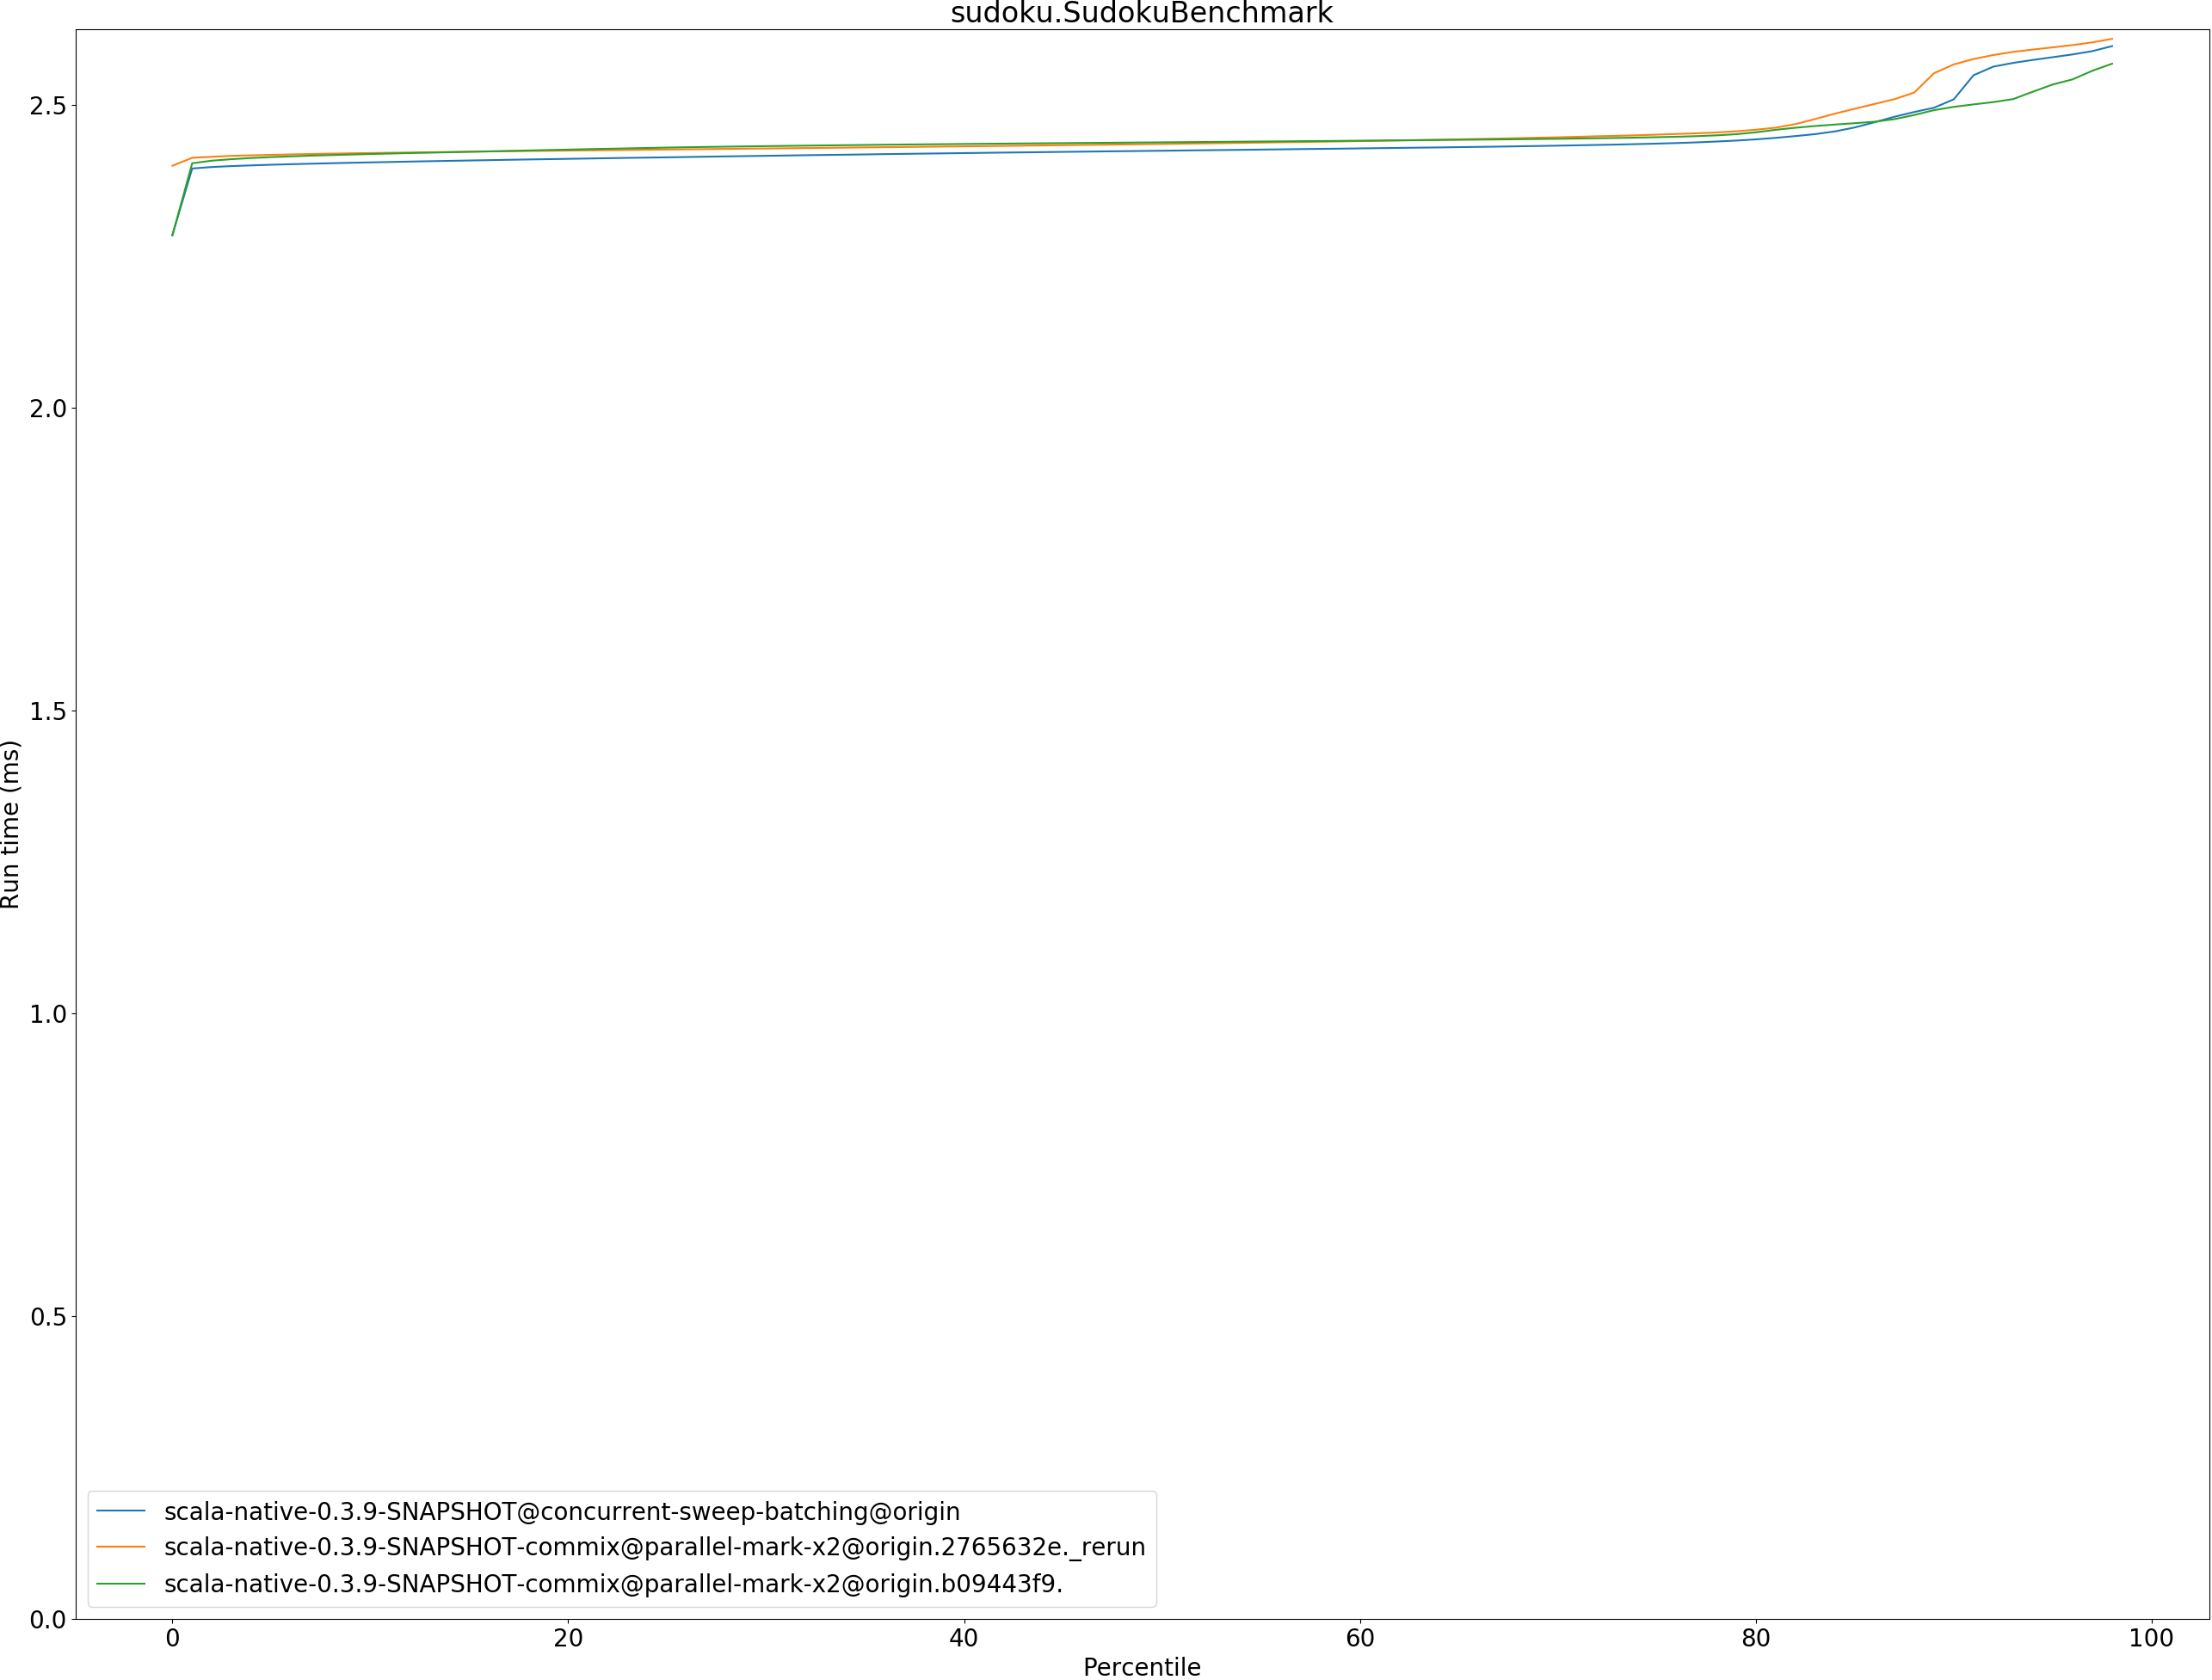 sudoku.SudokuBenchmark
Run time (ms)
2.5
2.0
1.5
1.0
0.5
0.0
scala-native-0.3.9-SNAPSHOT@concurrent-sweep-batching@origin
scala-native-0.3.9-SNAPSHOT-commix@parallel-mark-x2@origin.2765632e._rerun
scala-native-0.3.9-SNAPSHOT-commix@parallel-mark-x2@origin.b09443f9.
0 20 40 60 80 100
Percentile